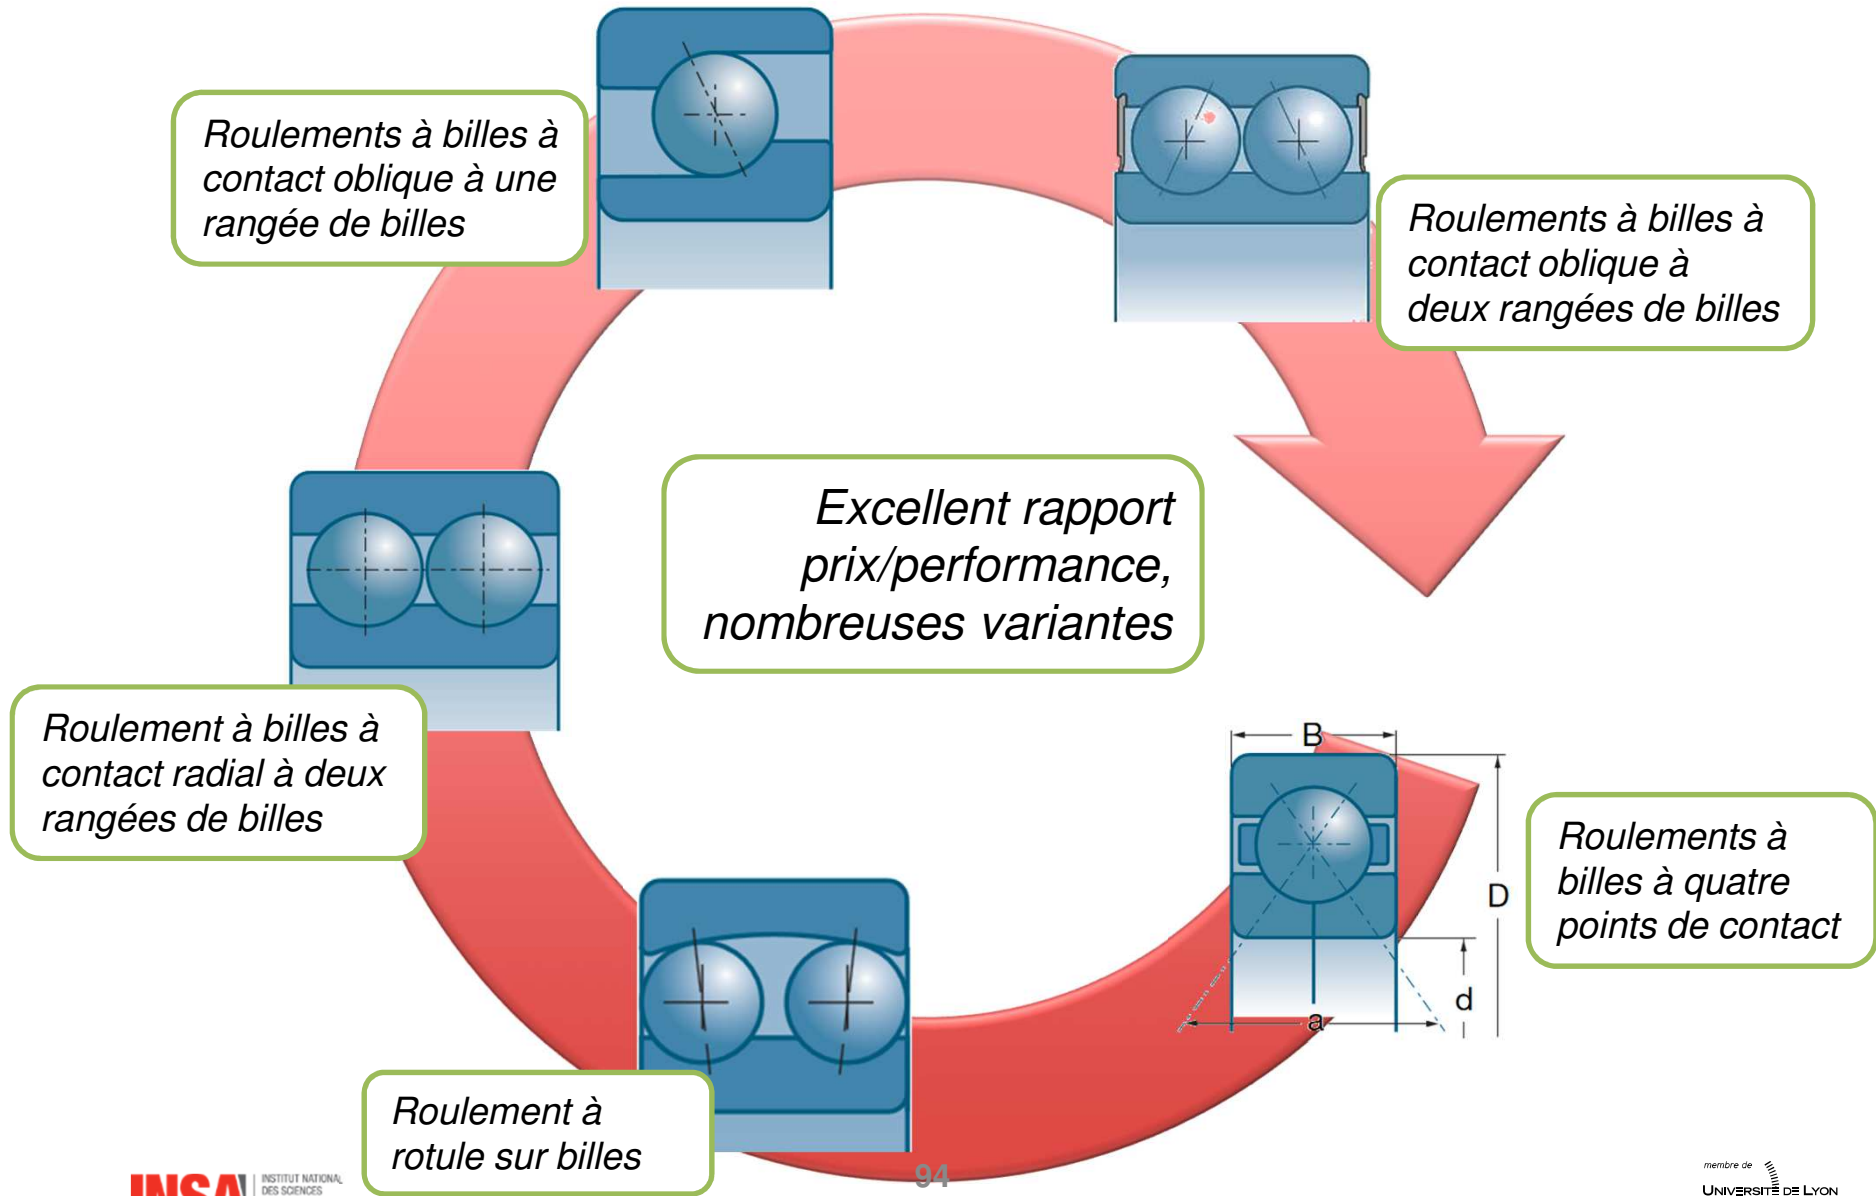 Roulements à billes à
contact oblique à une
rangée de billes
Roulements à billes à
contact oblique à
deux rangées de billes
Excellent rapport
prix/performance,
nombreuses variantes
Roulement à billes à
contact radial à deux
rangées de billes
B
D
d
a
Roulements à
billes à quatre
points de contact
Roulement à
rotule sur billes
94
INSA
INSTITUT NATIONAL
DES SCIENCES
membre de
UNIVERSITÉ DE LYON